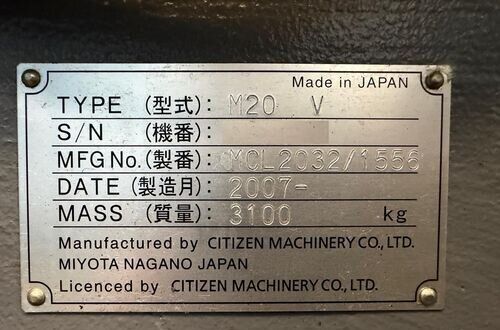 Made in JAPAN
TYPE (型式): M20 V
S/N (機番):
MFG No. (製番): MCL2032/1556
DATE (製造月): 2007-
MASS (質量): 3100 kg
Manufactured by CITIZEN MACHINERY CO., LTD.
MIYOTA NAGANO JAPAN
Licenced by CITIZEN MACHINERY CO., LTD.